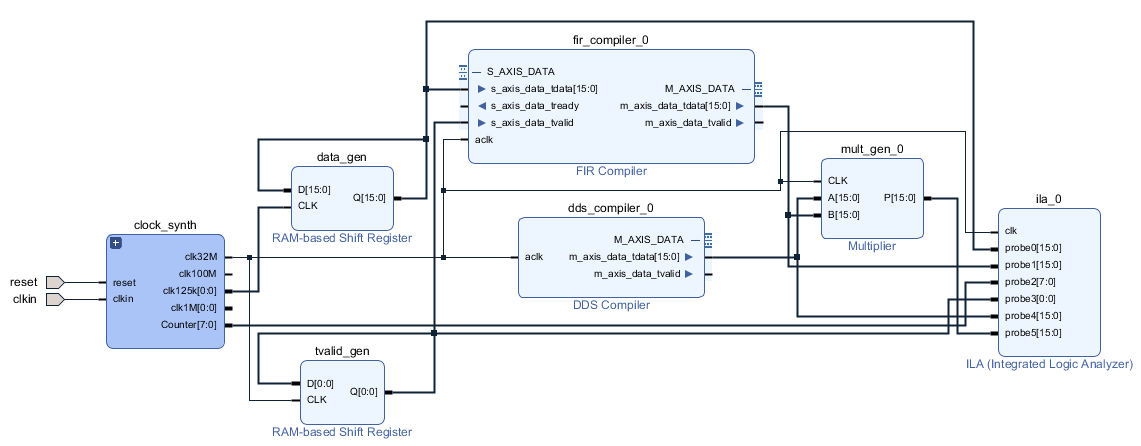 fir_compiler_0
S_AXIS_DATA
s_axis_data_tdata[15:0]
s_axis_data_tready
s_axis_data_tvalid
aclk
M_AXIS_DATA
m_axis_data_tdata[15:0]
m_axis_data_tvalid
FIR Compiler
data_gen
D[15:0]
CLK
Q[15:0]
RAM-based Shift Register
mult_gen_0
CLK
A[15:0]
B[15:0]
P[15:0]
Multiplier
dds_compiler_0
aclk
M_AXIS_DATA
m_axis_data_tdata[15:0]
m_axis_data_tvalid
DDS Compiler
ila_0
clk
probe0[15:0]
probe1[15:0]
probe2[7:0]
probe3[0:0]
probe4[15:0]
probe5[15:0]
ILA (Integrated Logic Analyzer)
reset
clkin
clock_synth
reset
clkin
clk32M
clk100M
clk125k[0:0]
clk1M[0:0]
Counter[7:0]
tvalid_gen
D[0:0]
CLK
Q[0:0]
RAM-based Shift Register